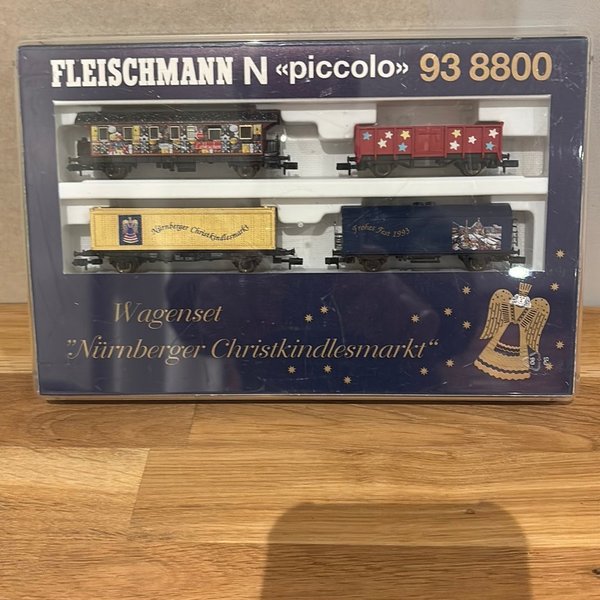 FLEISCHMANN N «piccolo» 93 8800
Nürnberger Christkindlesmarkt
Frohes Fest 1993
Wagenset
"Nürnberger Christkindlesmarkt"